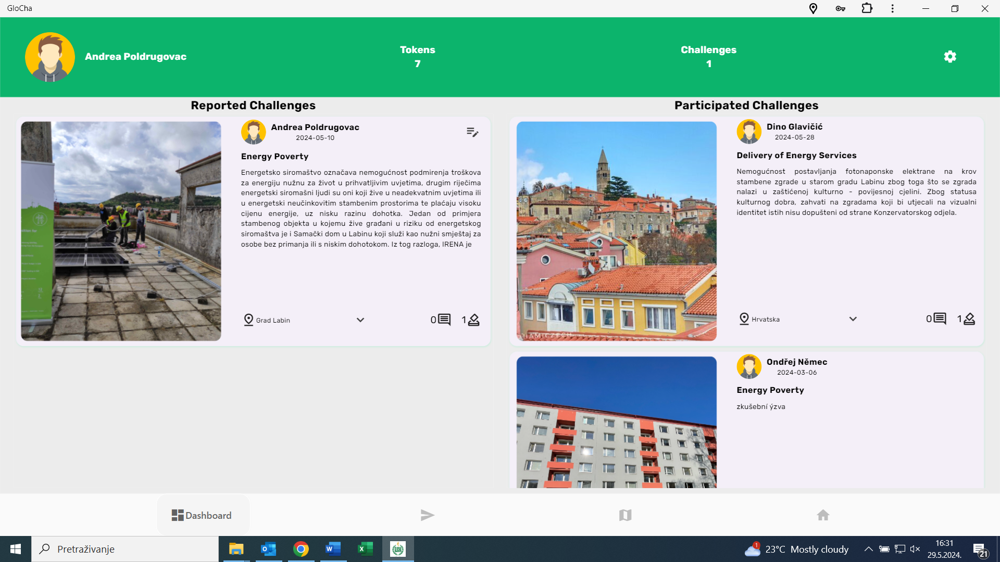 GloCha
Andrea Poldrugovac
Tokens
7
Challenges
1
Reported Challenges
Andrea Poldrugovac
2024-05-10
Energy Poverty
Energetsko siromaštvo označava nemogućnost podmirenja troškova
za energiju nužnu za život u prihvatljivim uvjetima, drugim riječima
energetski siromašni ljudi su oni koji žive u neadekvatnim uvjetima ili
u energetski neučinkovitim stambenim prostorima te plaćaju visoku
cijenu energije, uz nisku razinu dohotka. Jedan od primjera
stambenog objekta u kojemu žive građani u riziku od energetskog
siromaštva je i Samački dom u Labinu koji služi kao nužni smještaj za
osobe bez primanja ili s niskim dohotokom. Iz tog razloga, IRENA je
Grad Labin
0
1
Participated Challenges
Dino Glavičić
2024-05-28
Delivery of Energy Services
Nemogućnost postavljanja fotonaponske elektrane na krov
stambene zgrade u starom gradu Labinu zbog toga što se zgrada
nalazi u zaštićenoj kulturno - povijesnoj cjelini. Zbog statusa
kulturnog dobra, zahvati na zgradama koji bi utjecali na vizualni
identitet istih nisu dopušteni od strane Konzervatorskog odjela.
HAMICZECH
Hrvatska
0
1
Ondřej Němec
2024-03-06
Energy Poverty
zkušební ýzva
Dashboard
Pretraživanje
1
23°C Mostly cloudy
16:31
29.5.2024.
21